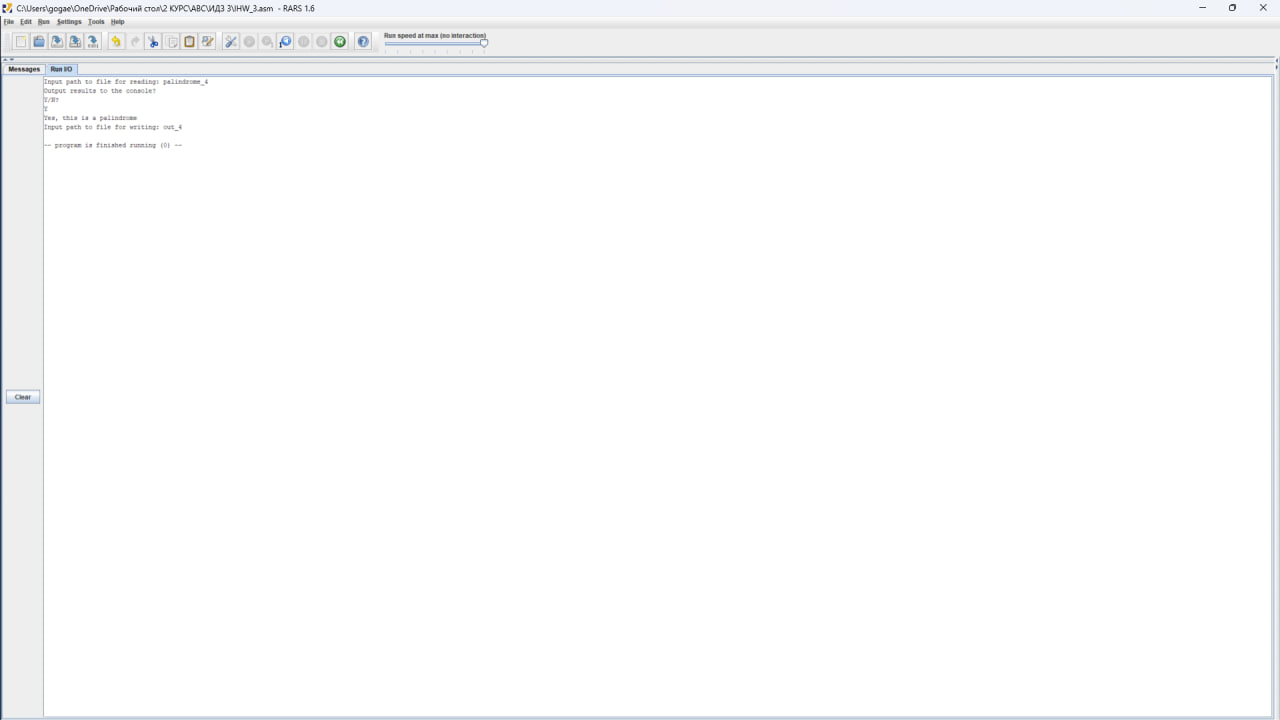 C:\Users\gogae\OneDrive\Рабочий стол\2 КУРС\АВС\ИДЗ 3\IHW_3.asm - RARS 1.6
File Edit Run Settings Tools Help
Run speed at max (no interaction)
Messages Run I/O
Input path to file for reading: palindrome_4
Output results to the console?
Y/N?
Y
Yes, this is a palindrome
Input path to file for writing: out_4
-- program is finished running (0) --
Clear